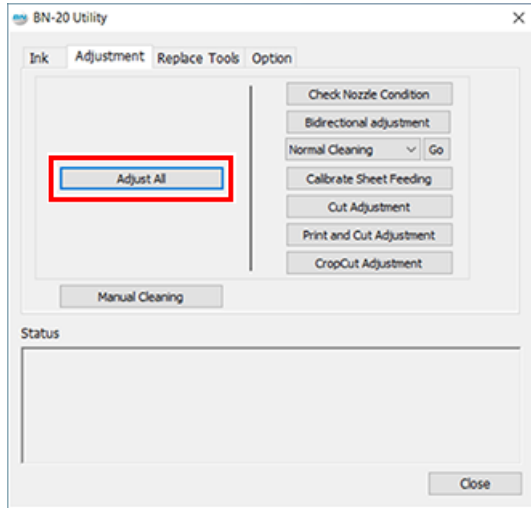 BN-20 Utility
Ink Adjustment Replace Tools Option
Adjust All
Manual Cleaning
Check Nozzle Condition
Bidirectional adjustment
Normal Cleaning Go
Calibrate Sheet Feeding
Cut Adjustment
Print and Cut Adjustment
CropCut Adjustment
Status
Close